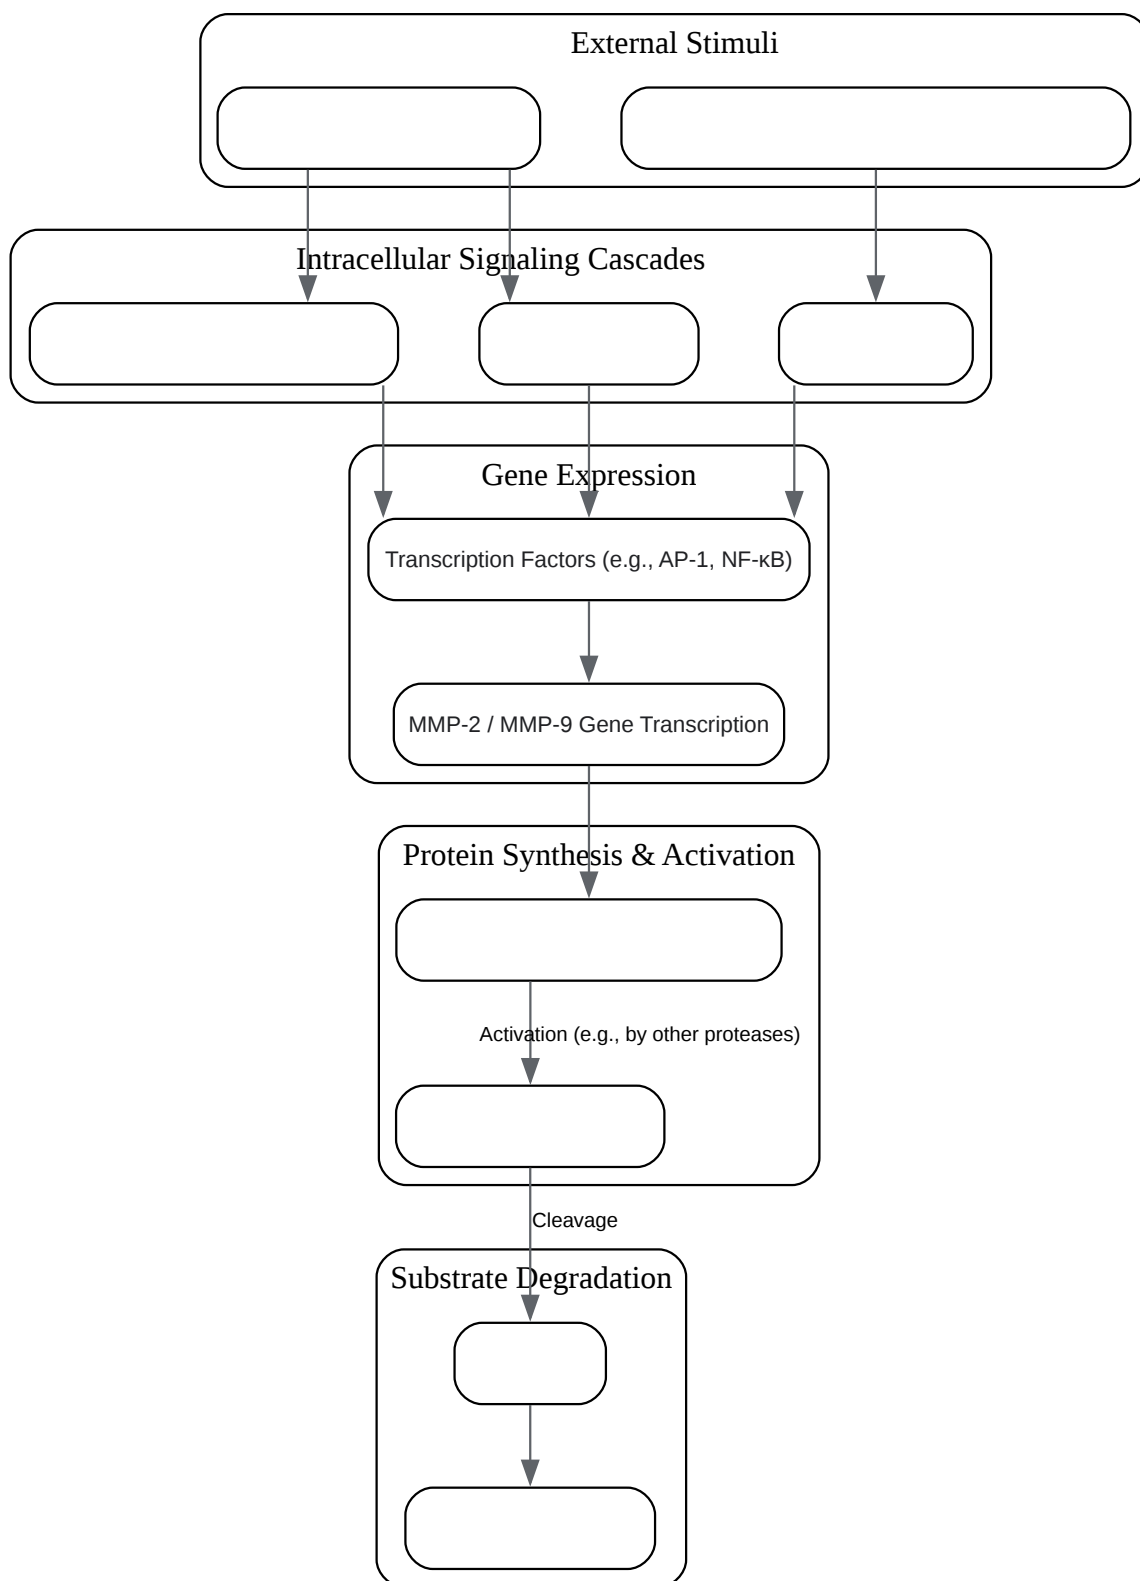 External Stimuli
Intracellular Signaling Cascades
Gene Expression
Transcription Factors (e.g., AP-1, NF-κB)
MMP-2 / MMP-9 Gene Transcription
Protein Synthesis & Activation
Activation (e.g., by other proteases)
Cleavage
Substrate Degradation